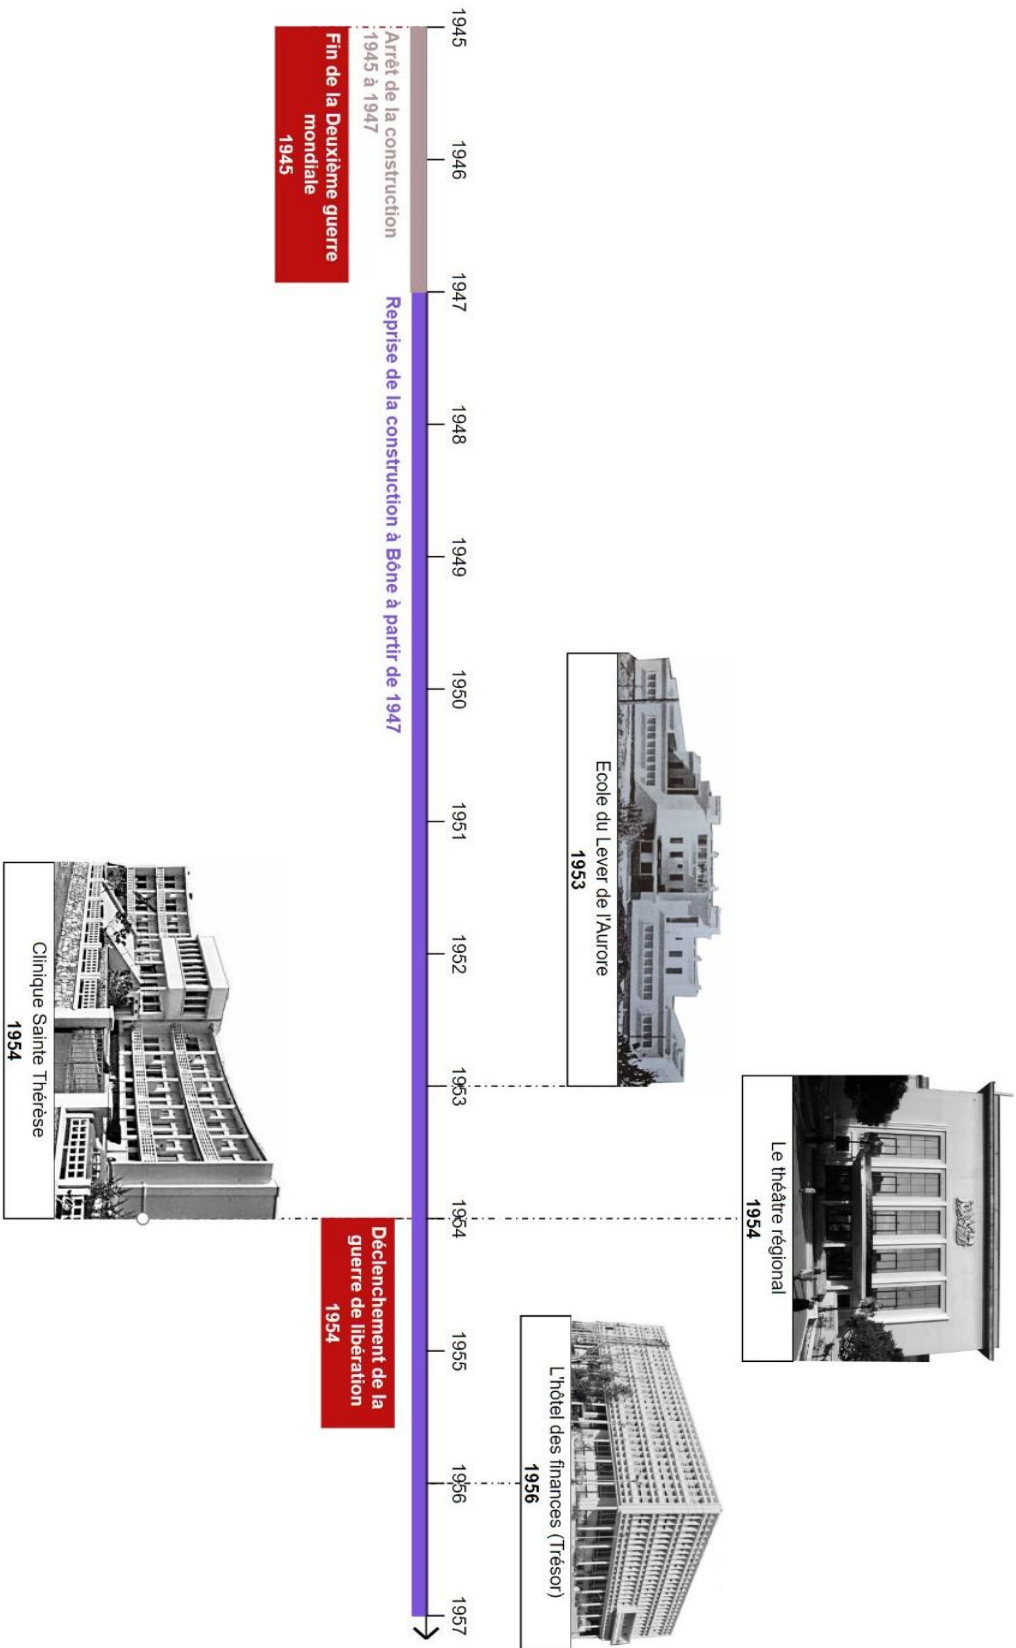 Ecole du Lever de l'Aurore
1953
Le théâtre régional
1954
L'hôtel des finances (Trésor)
1956
1945
1946
1947
1948
1949
1950
1951
1952
1953
1954
1955
1956
1957
Arrêt de la construction
1945 à 1947
Reprise de la construction à Bône à partir de 1947
Fin de la Deuxième guerre
mondiale
1945
Déclenchement de la
guerre de libération
1954
Clinique Sainte Thérèse
1954